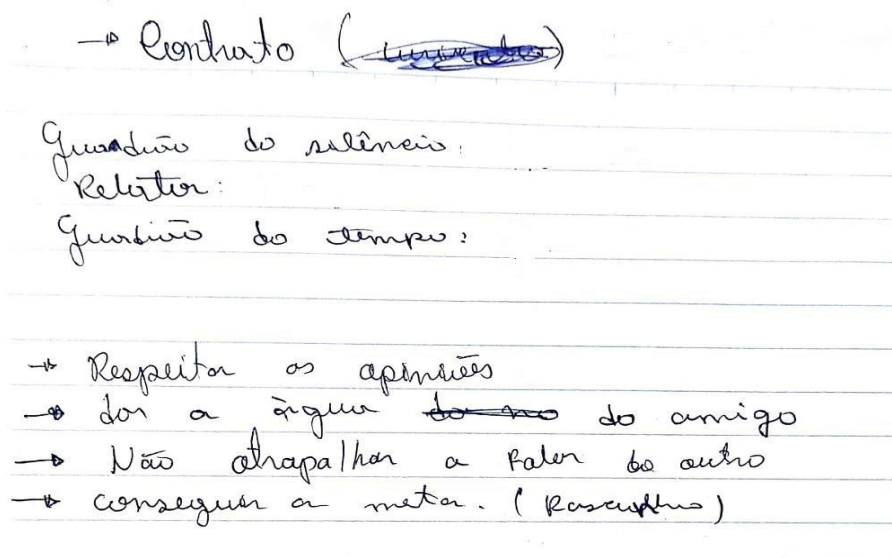 → Contrato ( )
Guardião do silêncio:
Relator:
Guardião do tempo:
→ Respeitar as opiniões
→ dar a água do amigo
→ Não atrapalhar a falar do outro
→ conseguir a meta. (Rascunho)